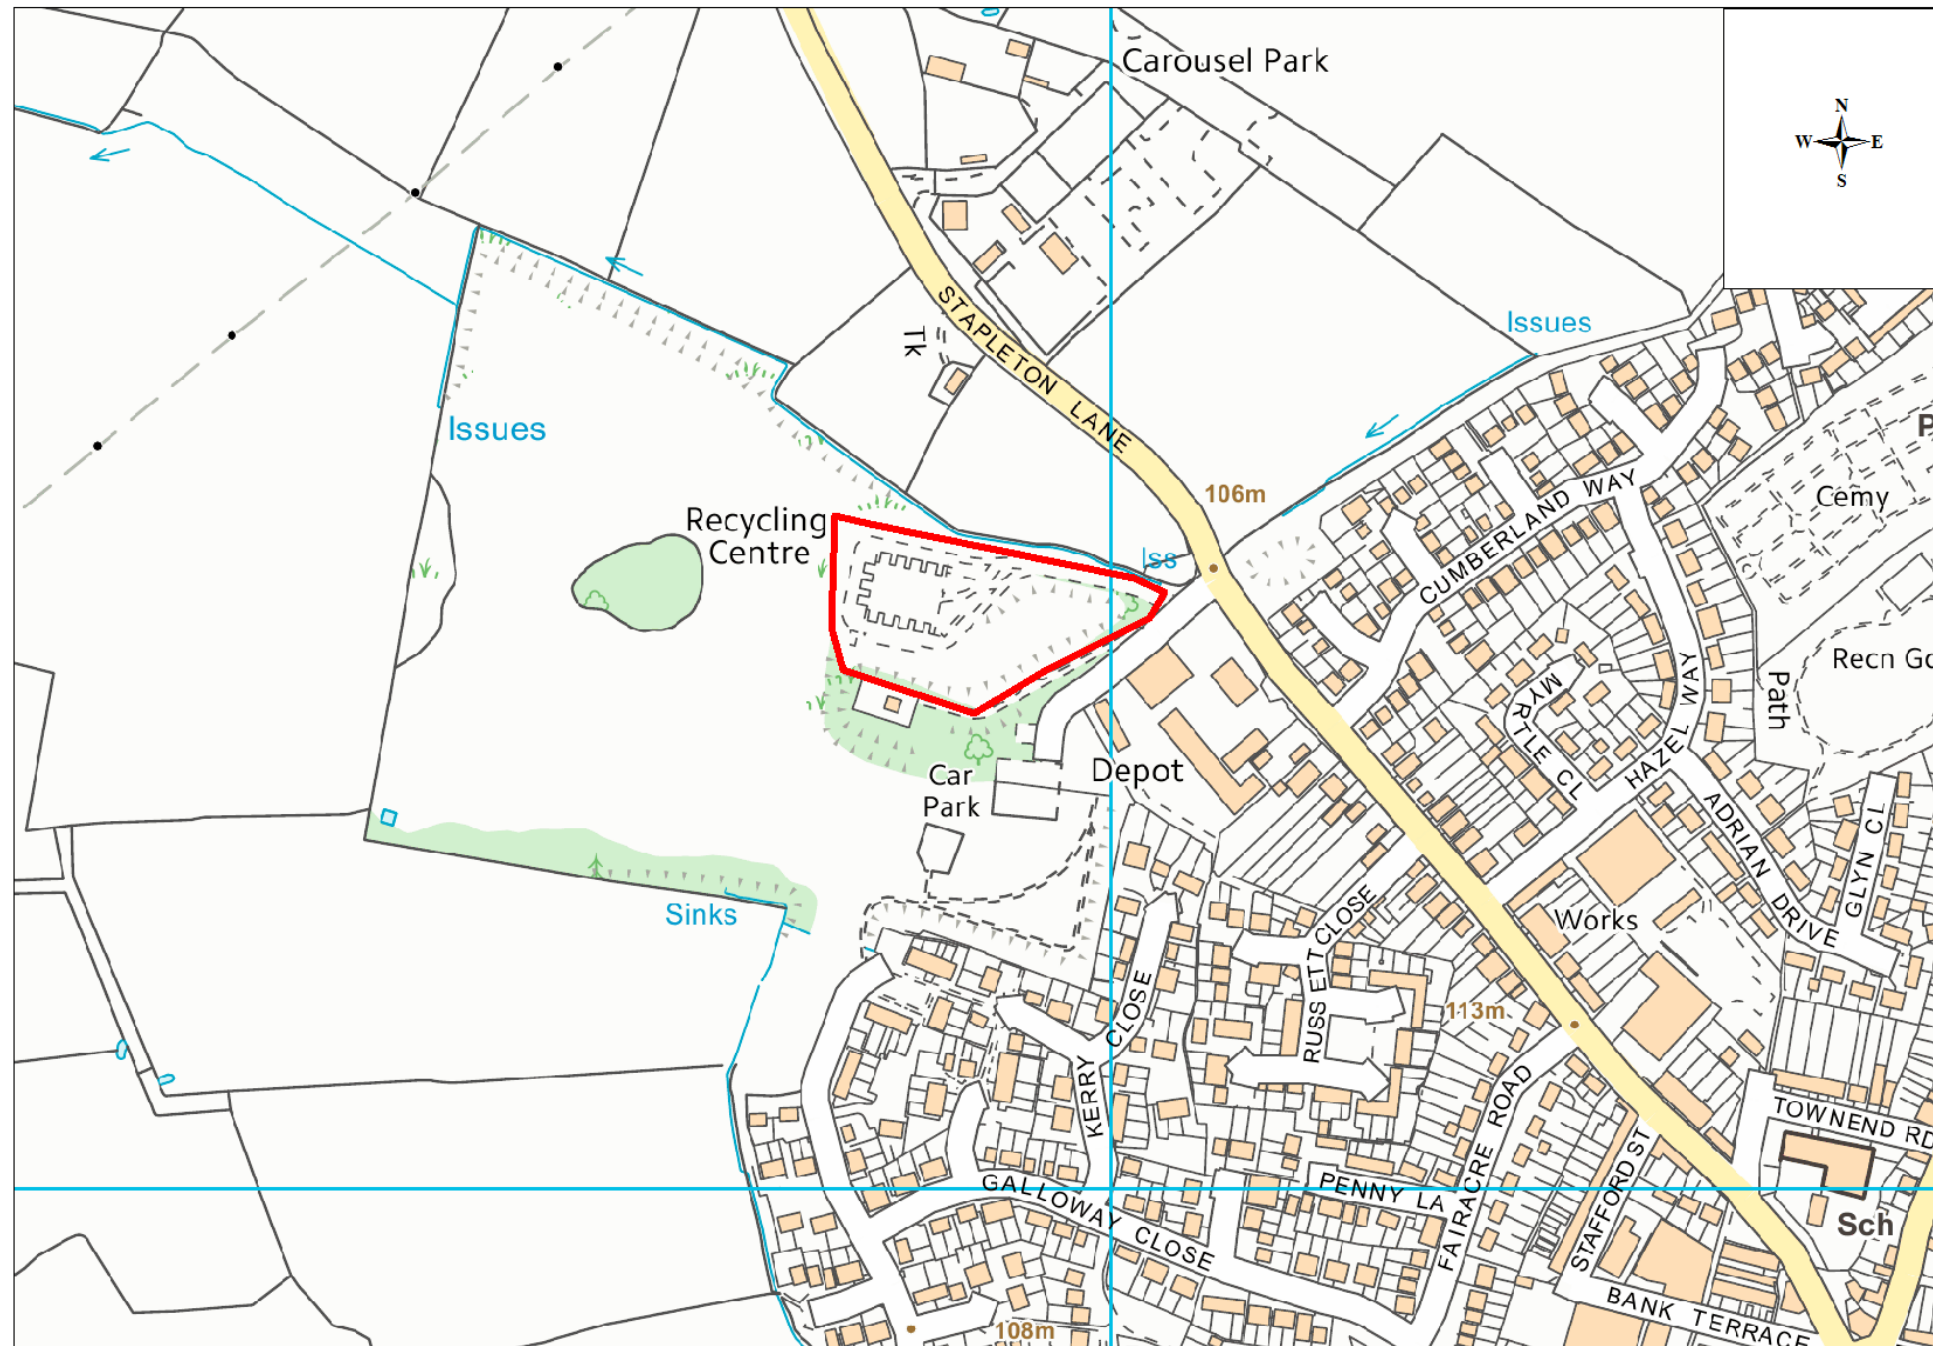 Carousel Park
N
W E
S
STAPLETON LANE
Tk
Issues
Issues
106m
Recycling
Centre
Iss
CUMBERLAND WAY
Cemy
P
Recn Gd
Path
MYRTLE CL
HAZEL WAY
ADRIAN DRIVE
GLYN CL
Car
Park
Depot
Sinks
Works
RUSSETT CLOSE
113m
KERRY CLOSE
FAIRACRE ROAD
STAFFORD ST
TOWNEND RD
GALLOWAY CLOSE
PENNY LA
Sch
BANK TERRACE
108m